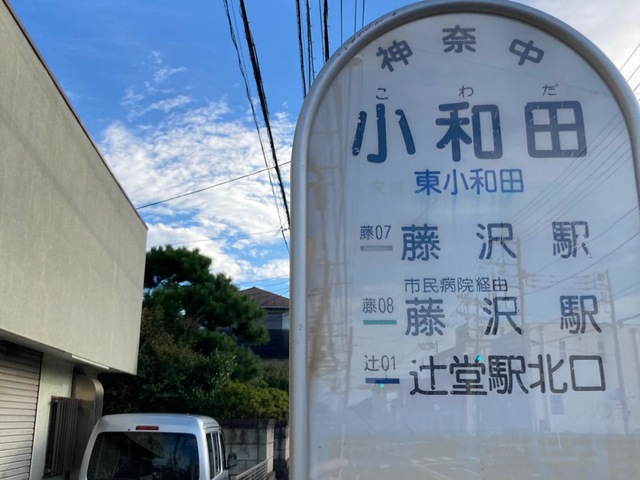 神奈中
こわだ
小和田
東小和田
藤07 藤沢駅
市民病院経由
藤08 藤沢駅
辻01 辻堂駅北口